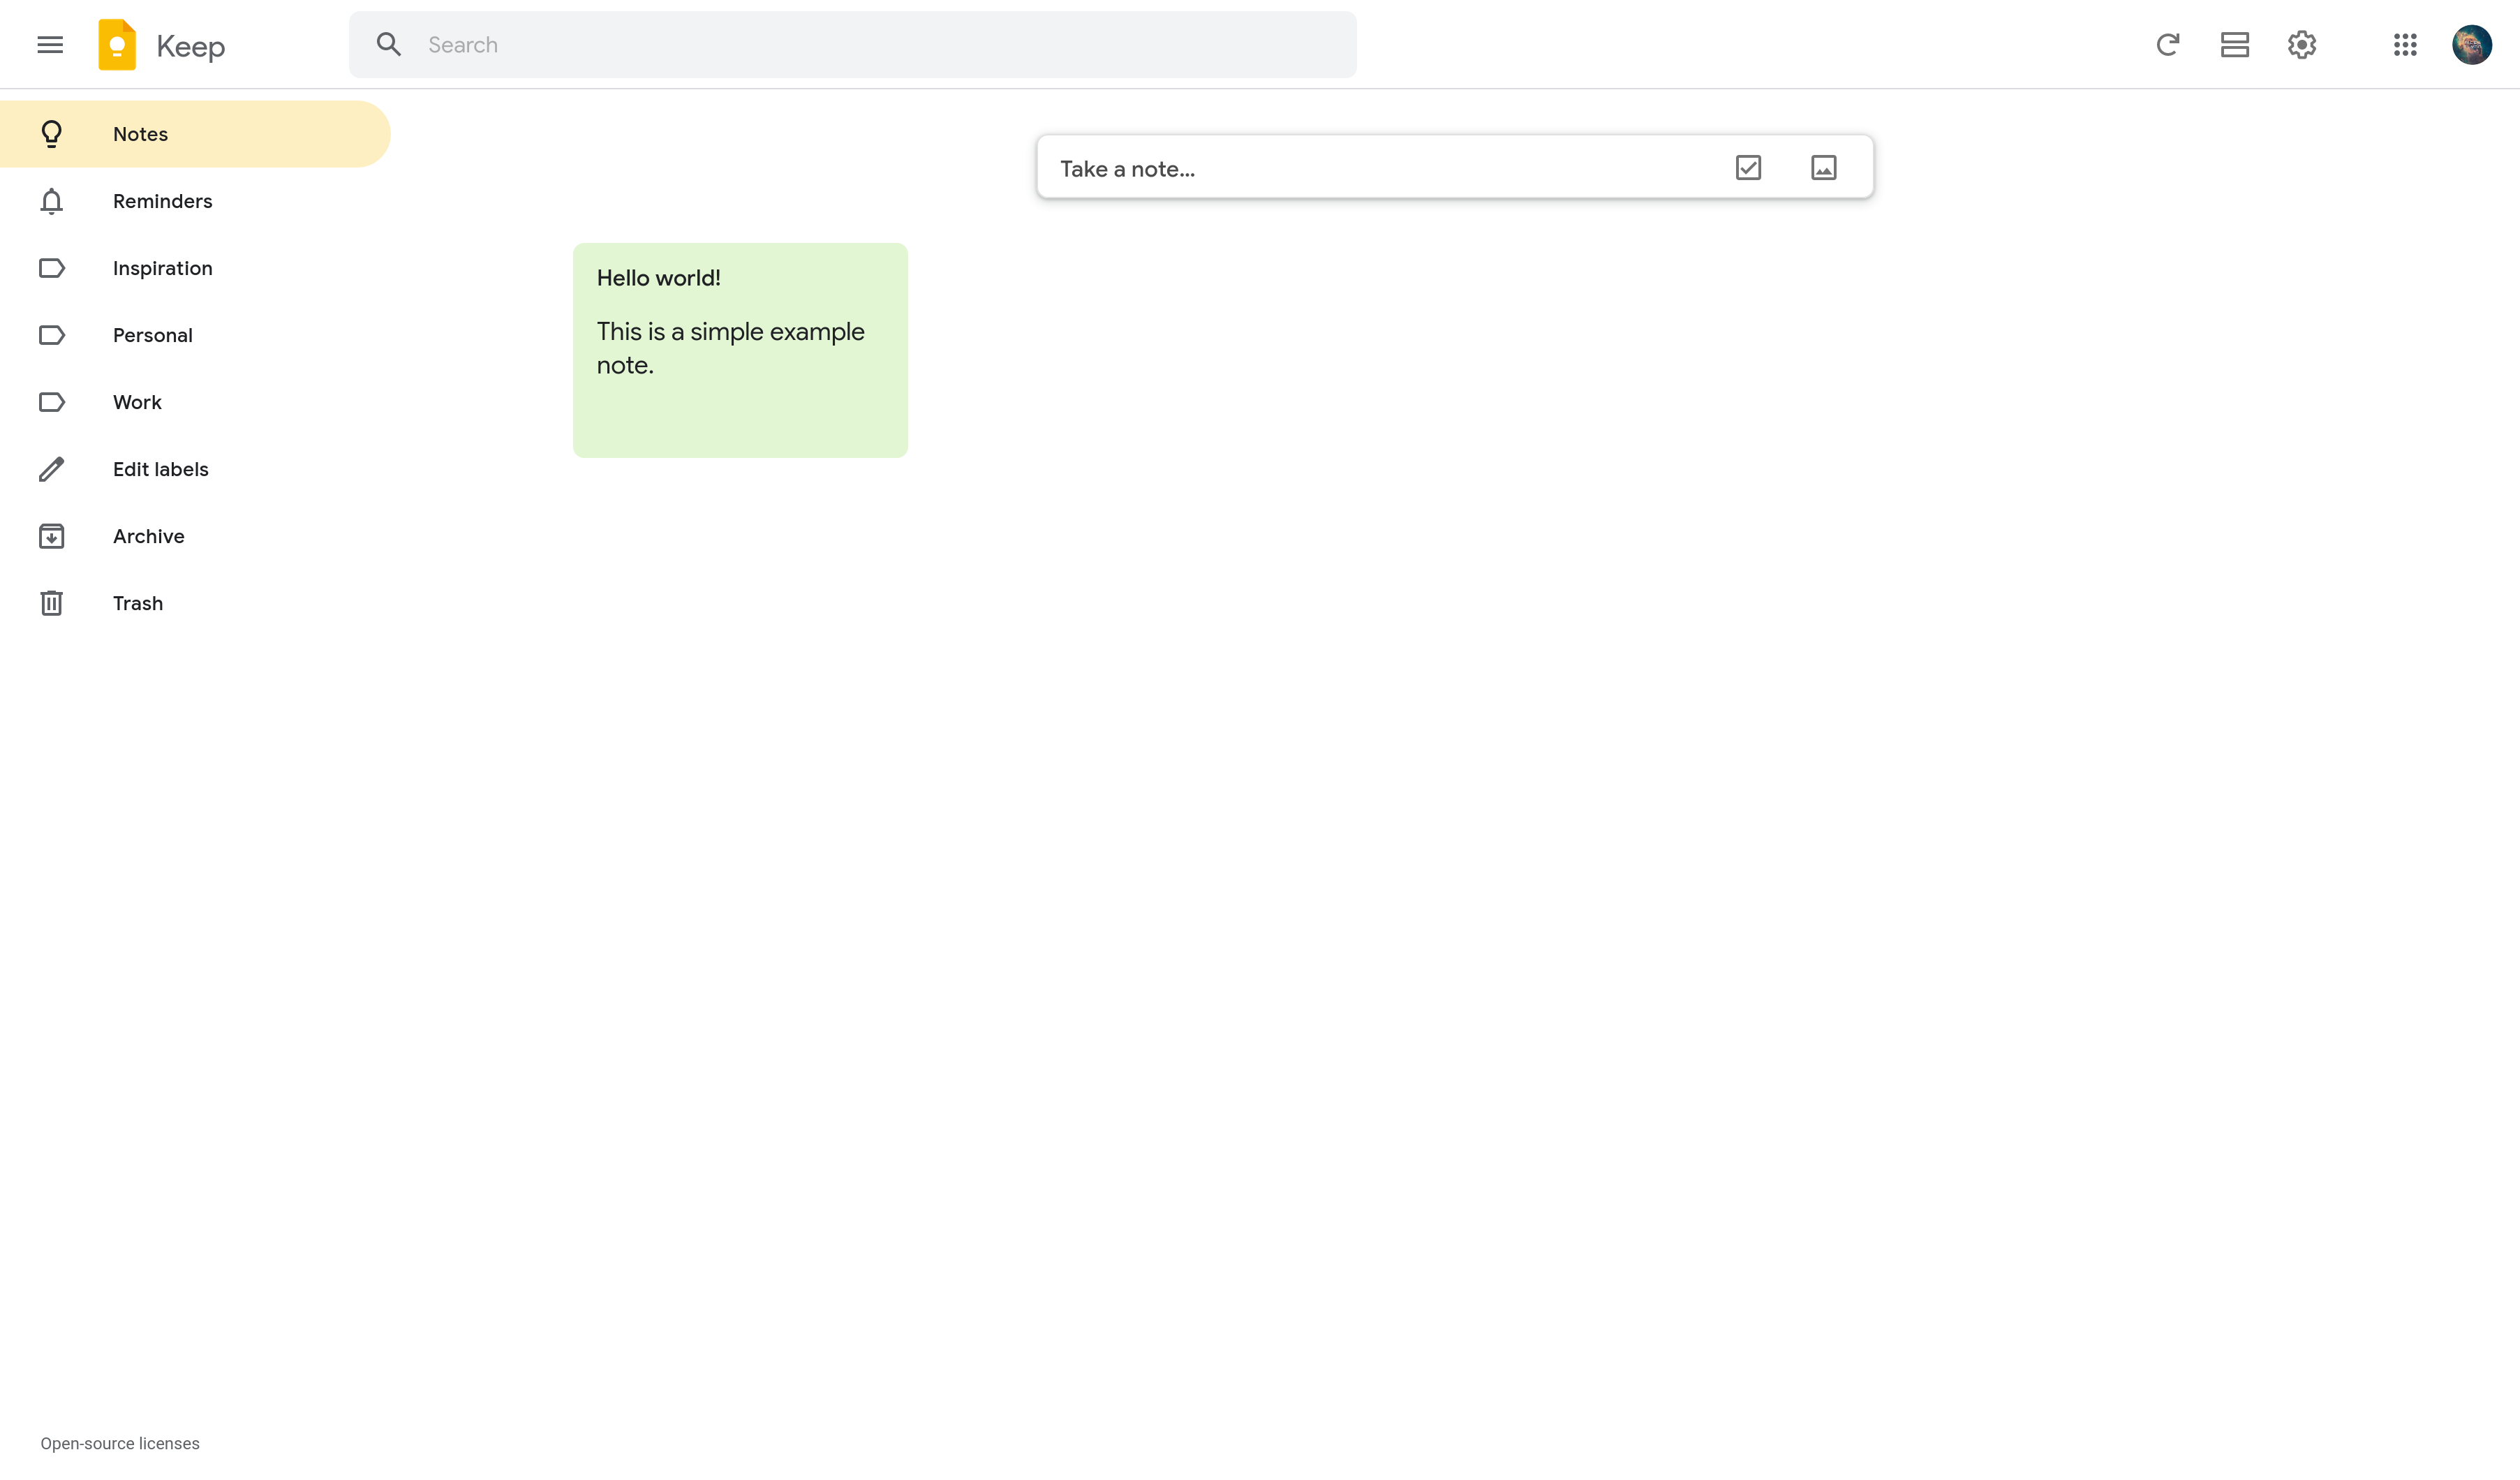 Keep
Search
Notes
Reminders
Inspiration
Personal
Work
Edit labels
Archive
Trash
Take a note...
Hello world!
This is a simple example
note.
Open-source licenses